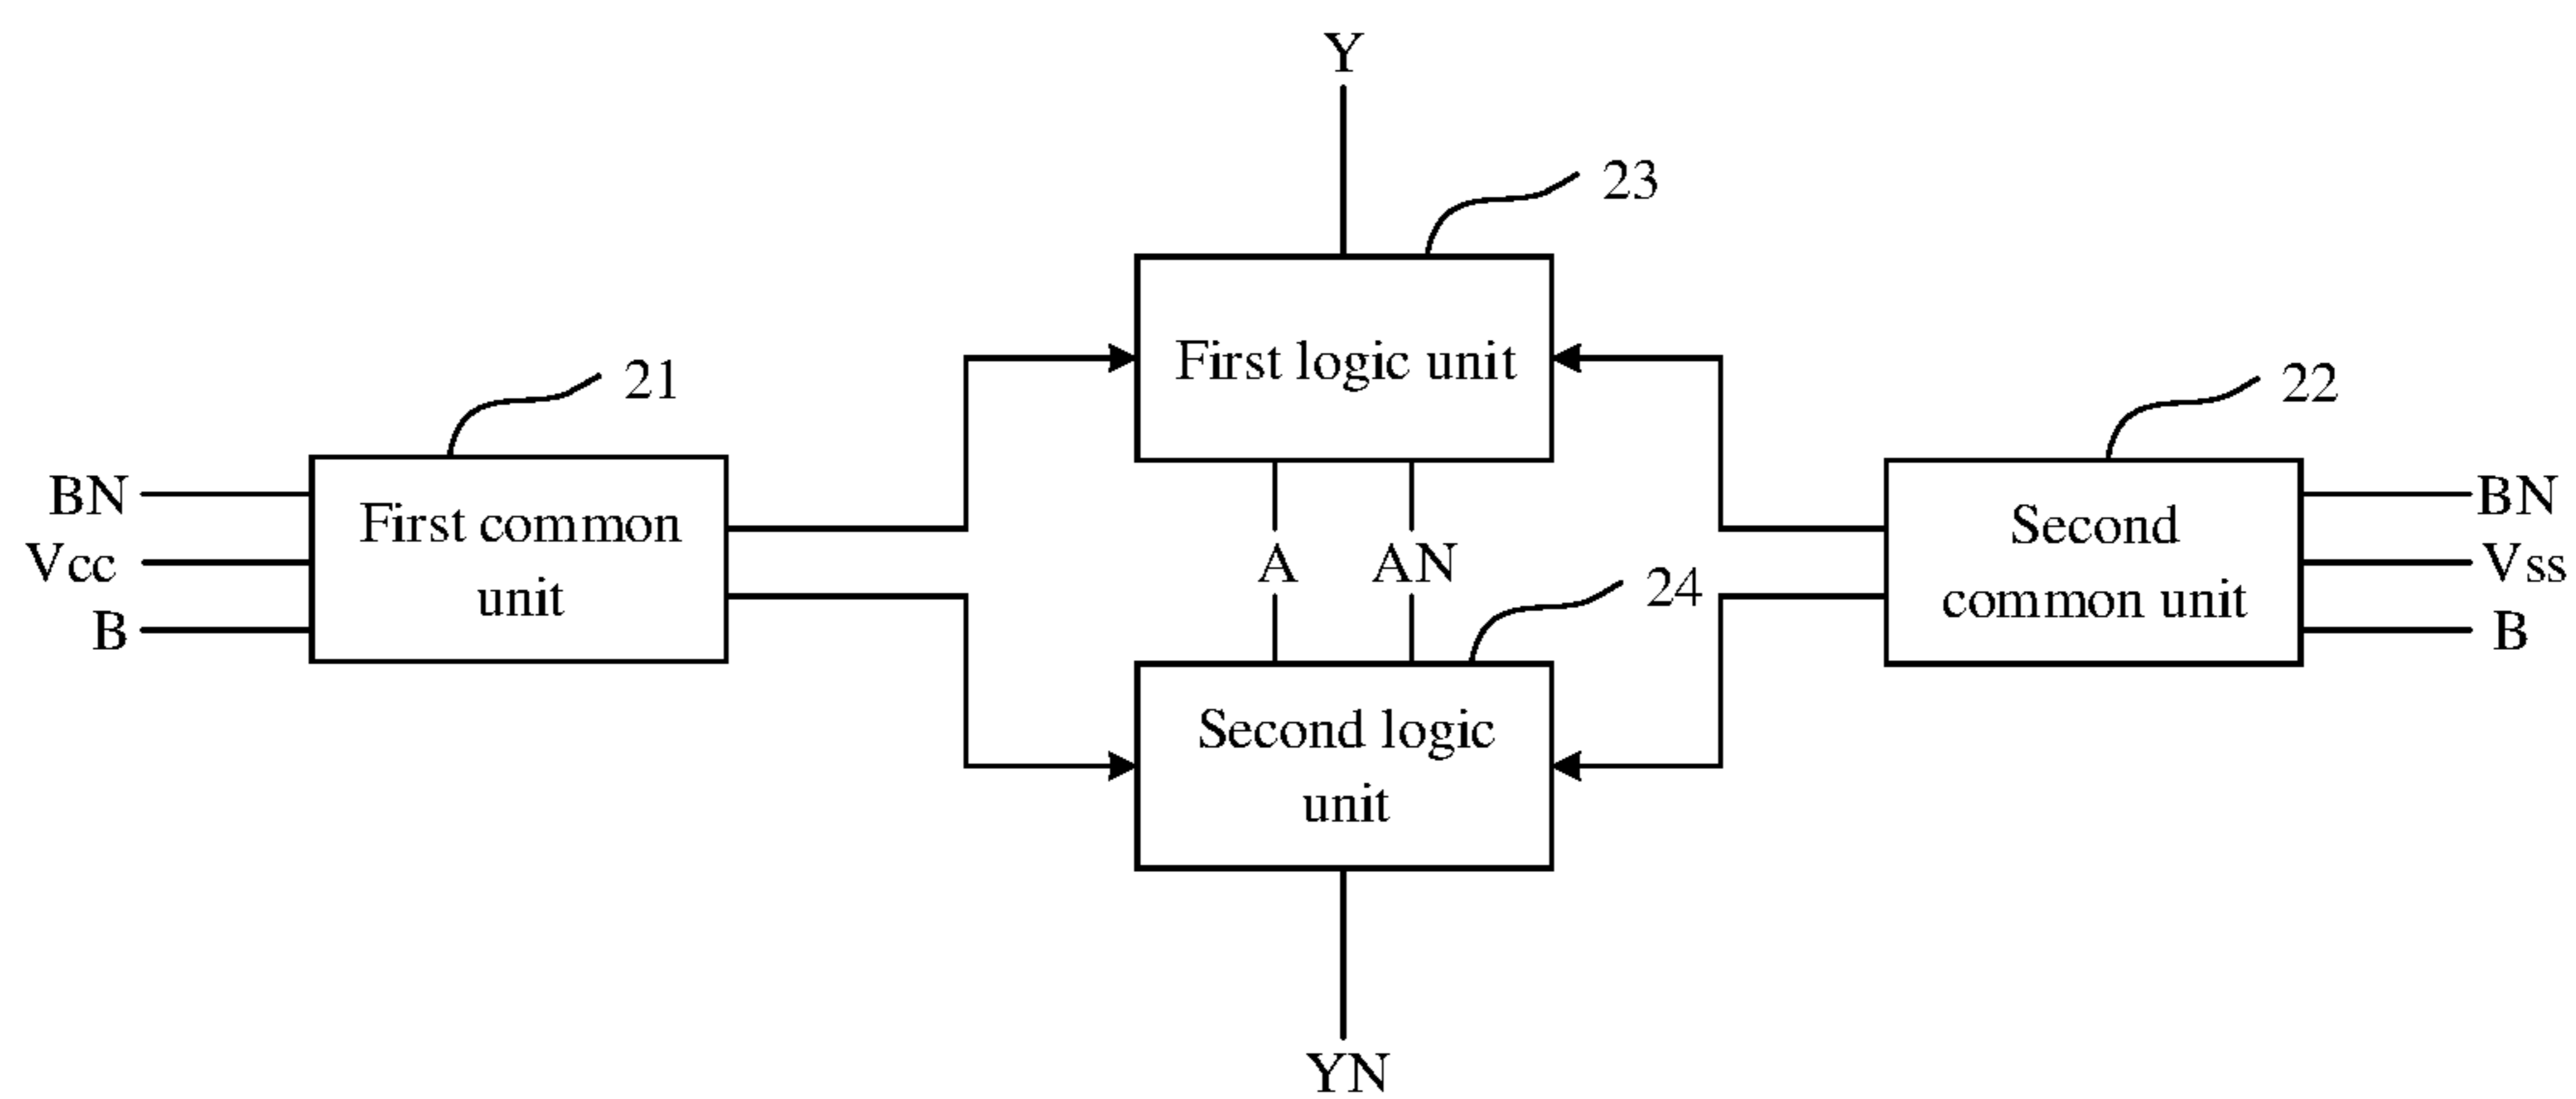 Y
23
First logic unit
21
22
BN
Vcc
B
First common
unit
A
AN
Second
common unit
BN
Vss
B
24
Second logic
unit
YN